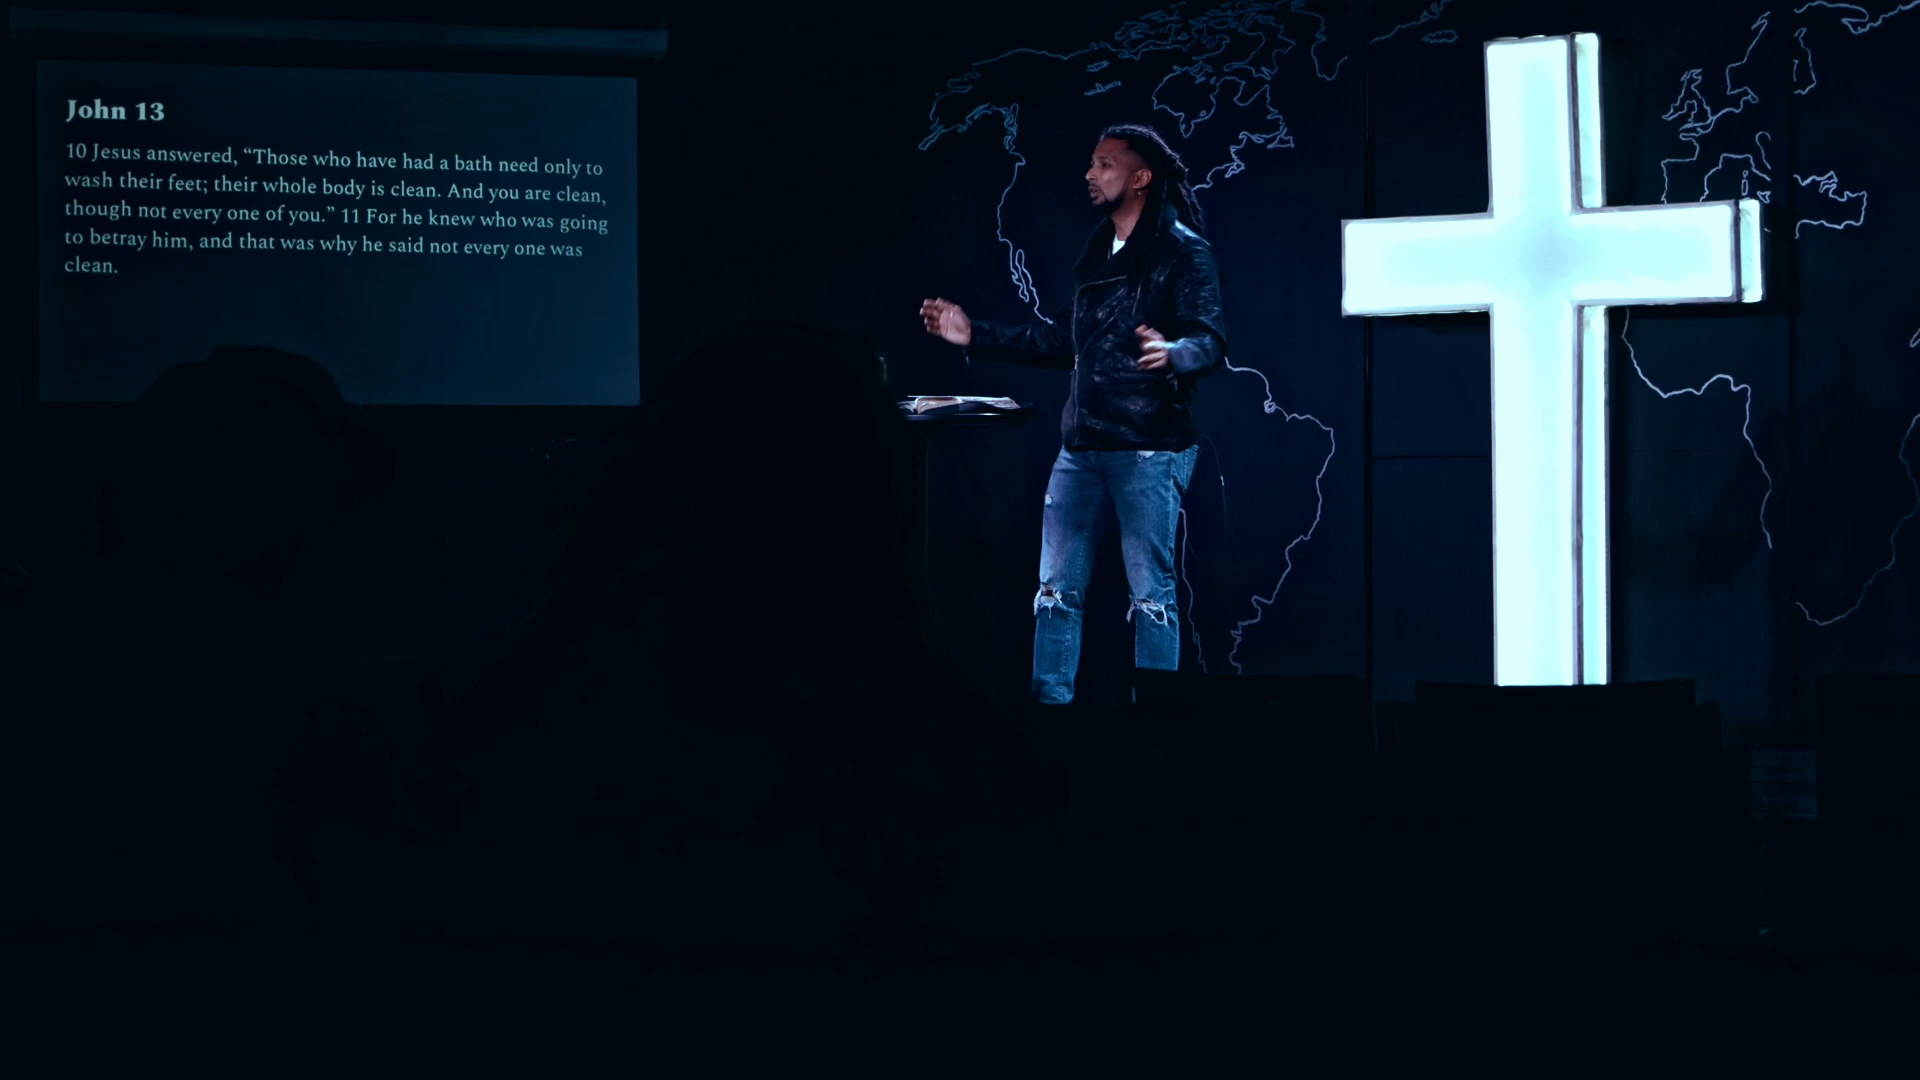 John 13
10 Jesus answered, “Those who have had a bath need only to
wash their feet; their whole body is clean. And you are clean,
though not every one of you.” 11 For he knew who was going
to betray him, and that was why he said not every one was
clean.